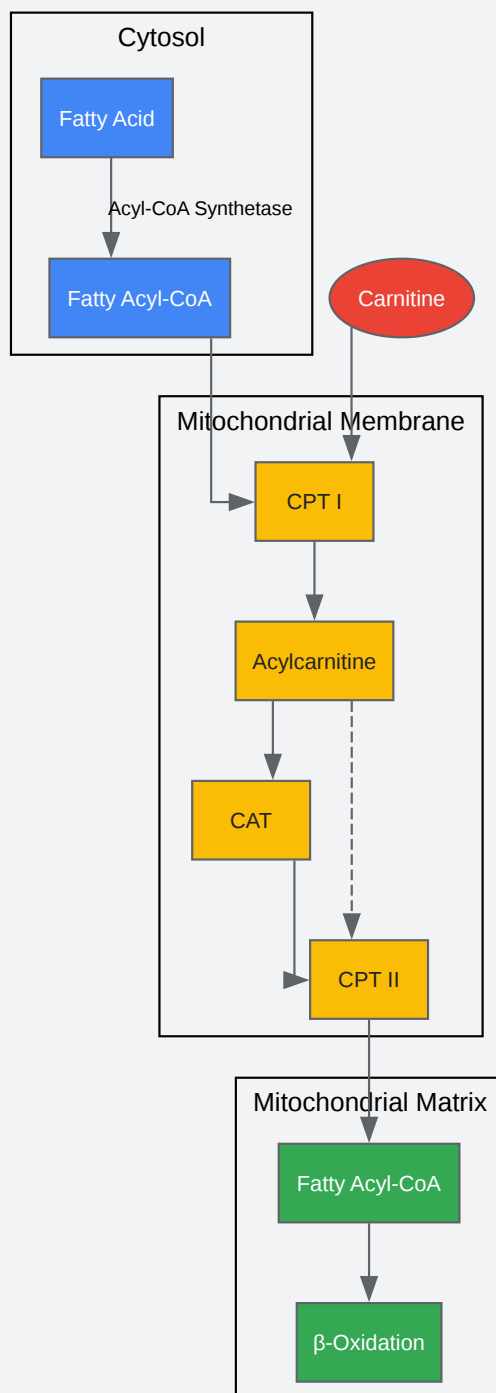 Cytosol
Fatty Acid
Acyl-CoA Synthetase
Fatty Acyl-CoA
Carnitine
Mitochondrial Membrane
CPT I
Acylcarnitine
CAT
CPT II
Mitochondrial Matrix
Fatty Acyl-CoA
β-Oxidation